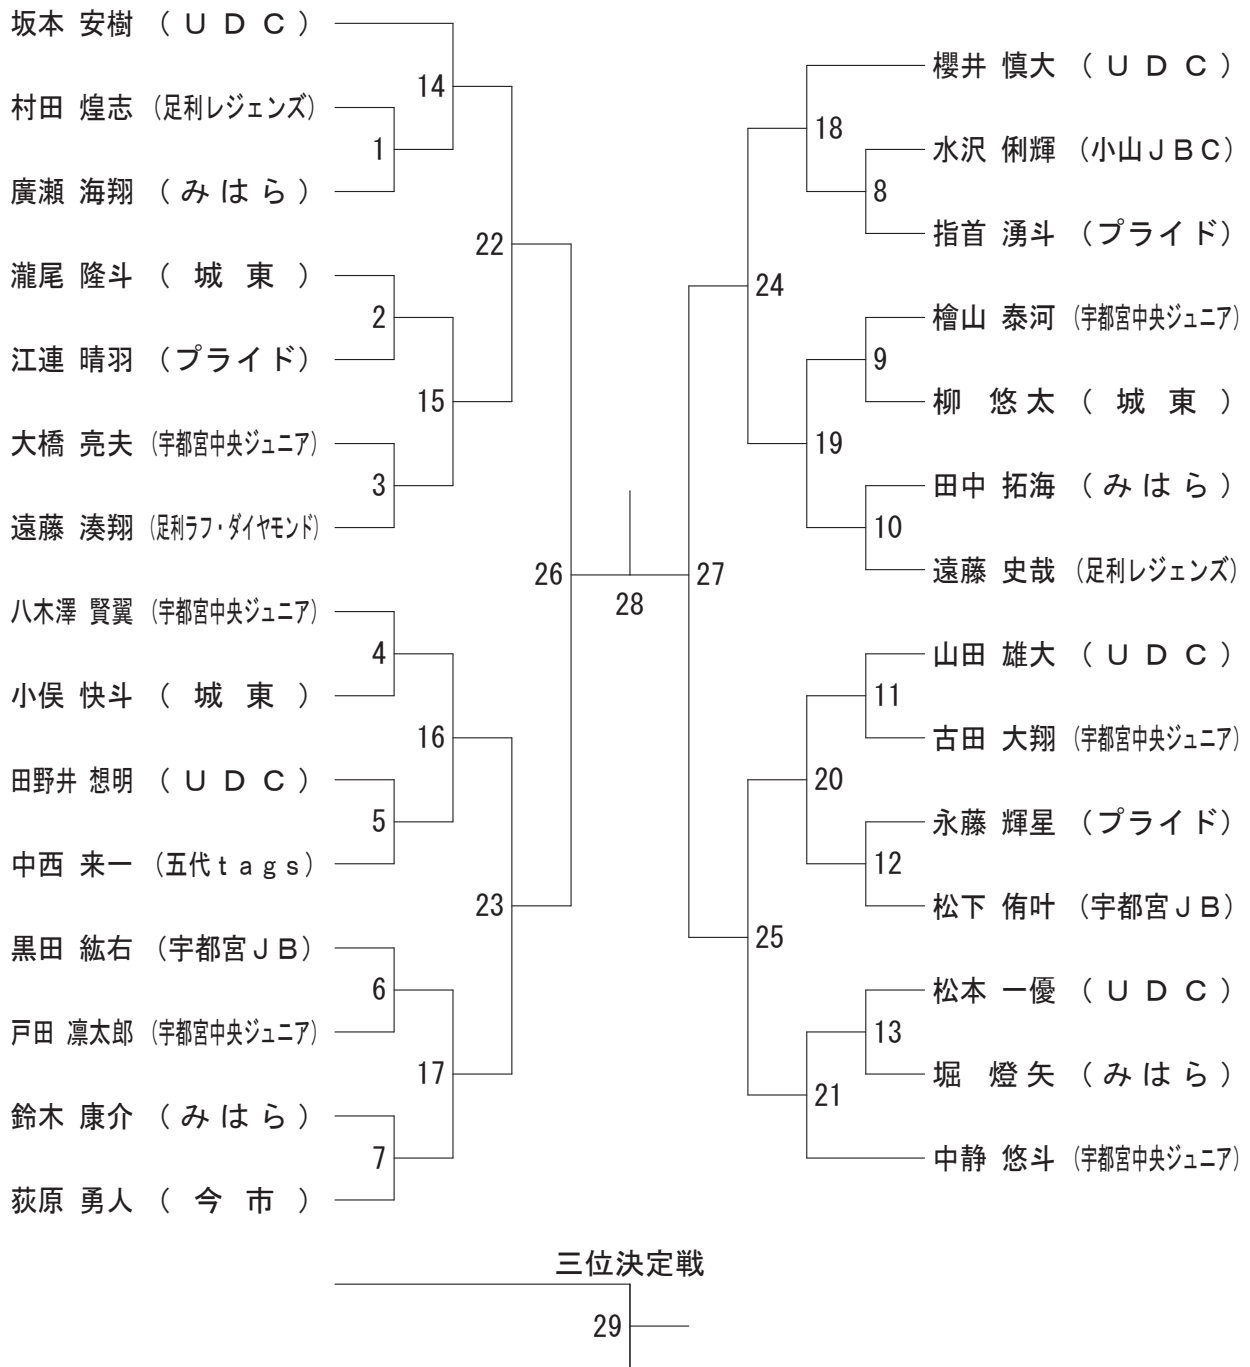 坂本 安樹 (ＵＤＣ)
14
村田 煌志 (足利レジェンズ)
1
廣瀬 海翔 (みはら)
22
瀧尾 隆斗 (城東)
2
江連 晴羽 (プライド)
15
大橋 亮夫 (宇都宮中央ジュニア)
3
遠藤 湊翔 (足利ラフ・ダイヤモンド)
26
八木澤 賢翼 (宇都宮中央ジュニア)
4
小俣 快斗 (城東)
16
田野井 想明 (ＵＤＣ)
5
中西 来一 (五代ｔａｇｓ)
23
黒田 紘右 (宇都宮ＪＢ)
6
戸田 凛太郎 (宇都宮中央ジュニア)
17
鈴木 康介 (みはら)
7
荻原 勇人 (今市)
28
櫻井 慎大 (ＵＤＣ)
18
水沢 俐輝 (小山ＪＢＣ)
8
指首 湧斗 (プライド)
24
檜山 泰河 (宇都宮中央ジュニア)
9
柳 悠太 (城東)
19
田中 拓海 (みはら)
10
遠藤 史哉 (足利レジェンズ)
27
山田 雄大 (ＵＤＣ)
11
古田 大翔 (宇都宮中央ジュニア)
20
永藤 輝星 (プライド)
12
松下 侑叶 (宇都宮ＪＢ)
25
松本 一優 (ＵＤＣ)
13
堀 燈矢 (みはら)
21
中静 悠斗 (宇都宮中央ジュニア)
三位決定戦
29